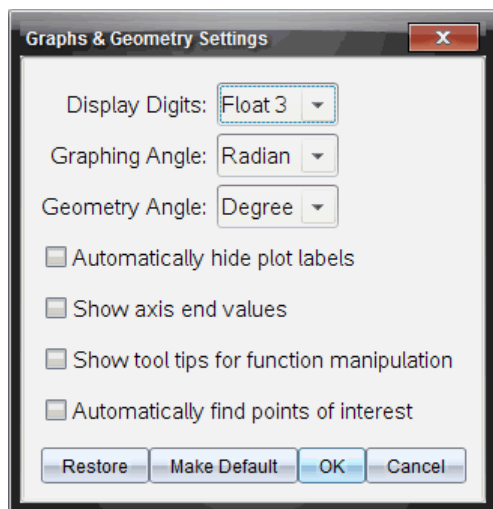 Graphs & Geometry Settings
Display Digits: Float 3
Graphing Angle: Radian
Geometry Angle: Degree
Automatically hide plot labels
Show axis end values
Show tool tips for function manipulation
Automatically find points of interest
Restore Make Default OK Cancel